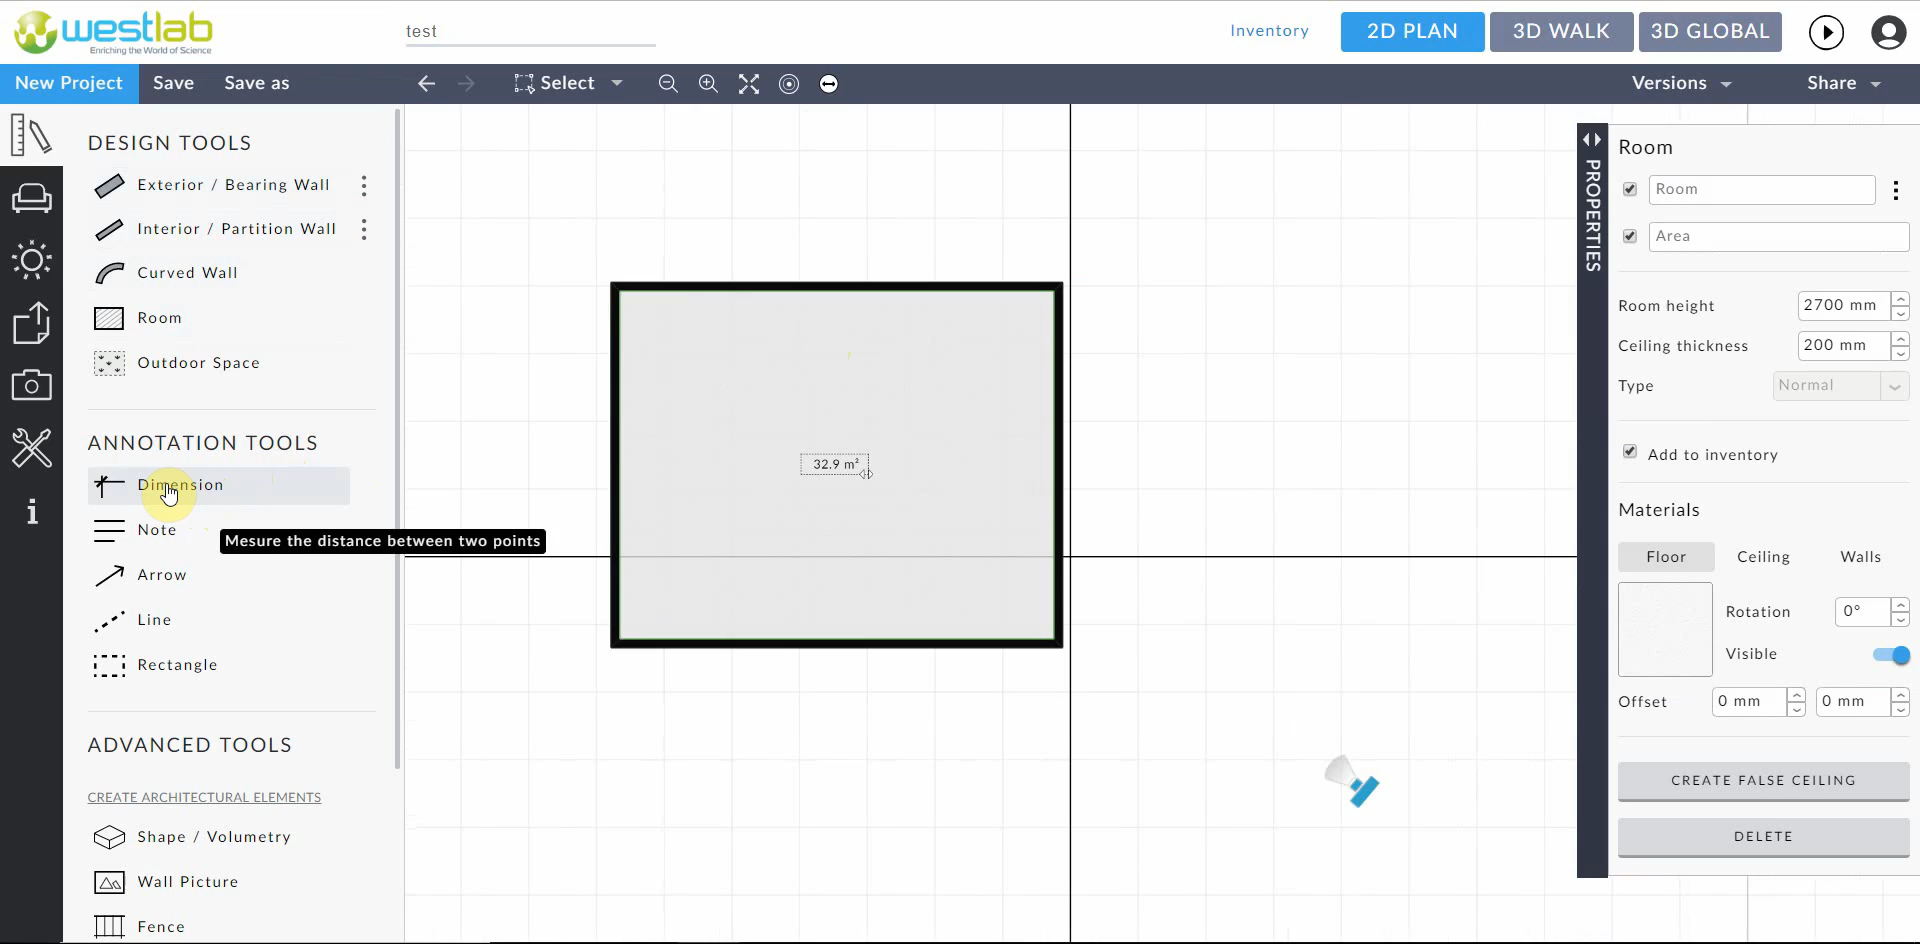 westlab
Enriching the World of Science
test
Inventory
2D PLAN
3D WALK
3D GLOBAL
New Project
Save
Save as
Select
Versions
Share
DESIGN TOOLS
Exterior / Bearing Wall
Interior / Partition Wall
Curved Wall
Room
Outdoor Space
ANNOTATION TOOLS
Dimension
Note
Mesure the distance between two points
Arrow
Line
Rectangle
ADVANCED TOOLS
CREATE ARCHITECTURAL ELEMENTS
Shape / Volumetry
Wall Picture
Fence
32.9 m²
PROPERTIES
Room
Room
Area
Room height 2700 mm
Ceiling thickness 200 mm
Type Normal
Add to inventory
Materials
Floor Ceiling Walls
Rotation 0°
Visible
Offset 0 mm 0 mm
CREATE FALSE CEILING
DELETE